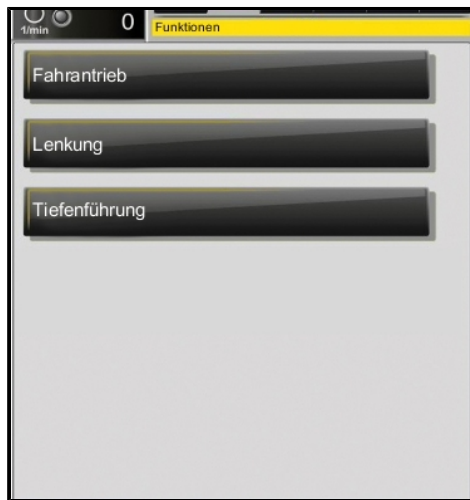 1/min 0
Funktionen
Fahrantrieb
Lenkung
Tiefenführung